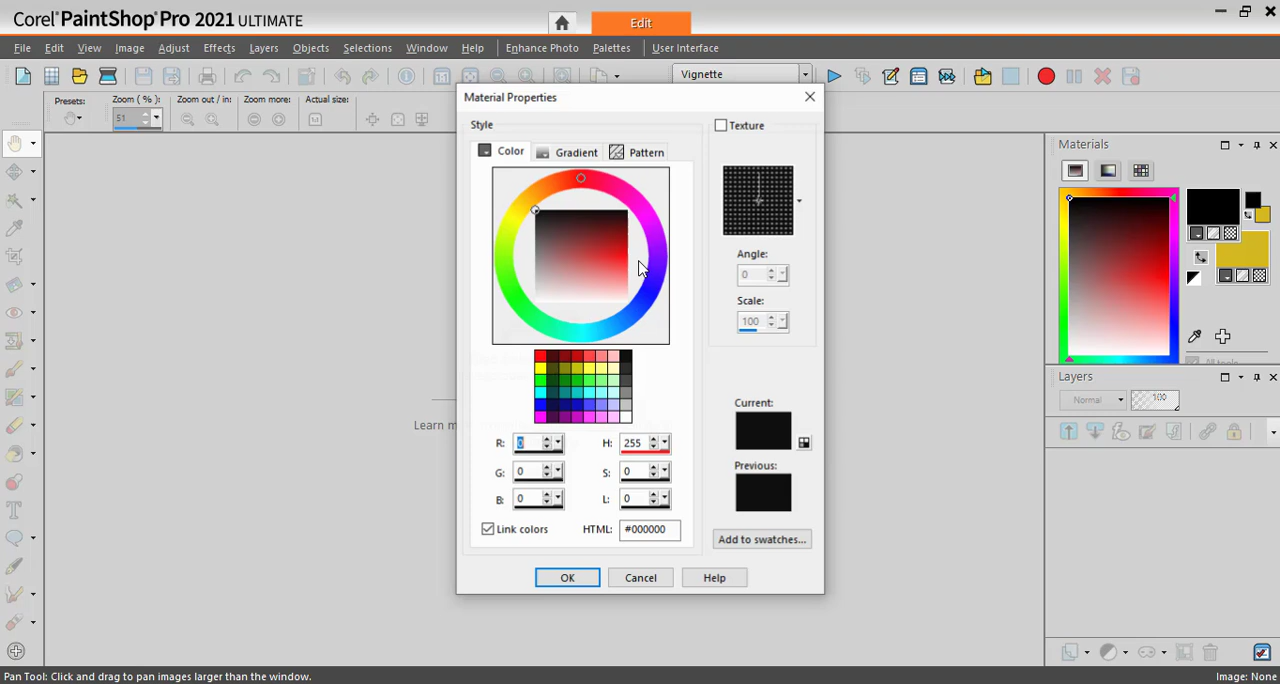 Corel® PaintShop® Pro 2021 ULTIMATE
Edit
File Edit View Image Adjust Effects Layers Objects Selections Window Help Enhance Photo Palettes User Interface
Vignette
Presets: Zoom ( % ): Zoom out / in: Zoom more: Actual size:
51
Material Properties
Style
Texture
Color Gradient Pattern
Angle:
0
Scale:
100
Current:
R: 0 H: 255
Previous:
G: 0 S: 0
B: 0 L: 0
Link colors HTML: #000000
Add to swatches...
OK Cancel Help
Learn
Materials
Layers
Normal 100
Pan Tool: Click and drag to pan images larger than the window. Image: None